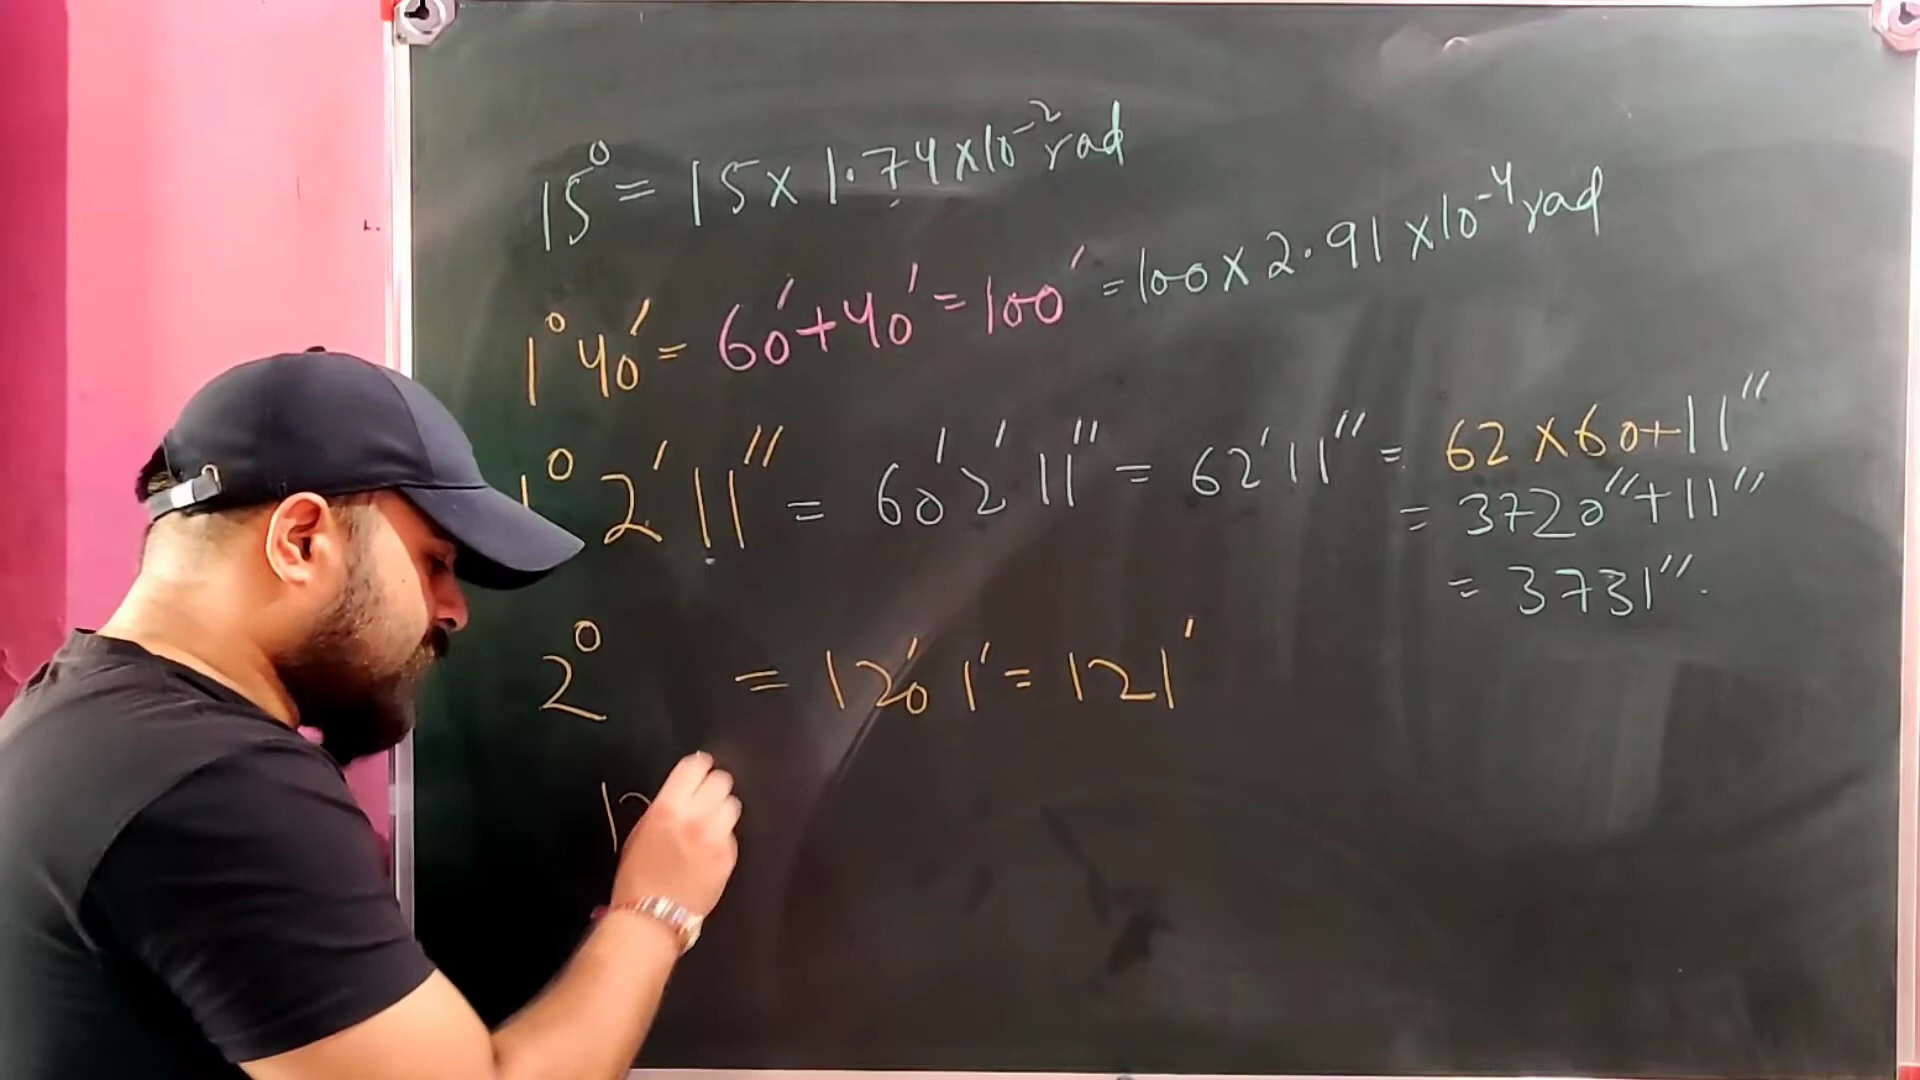 15° = 15 x 1.74 x 10⁻² rad
1° 40′ = 60′ + 40′ = 100′ = 100 x 2.91 x 10⁻⁴ rad
1° 2′ 11″ = 60′ 2′ 11″ = 62′ 11″ = 62 x 60 + 11″
= 3720″ + 11″
= 3731″.
2° = 120′ 1′ = 121′